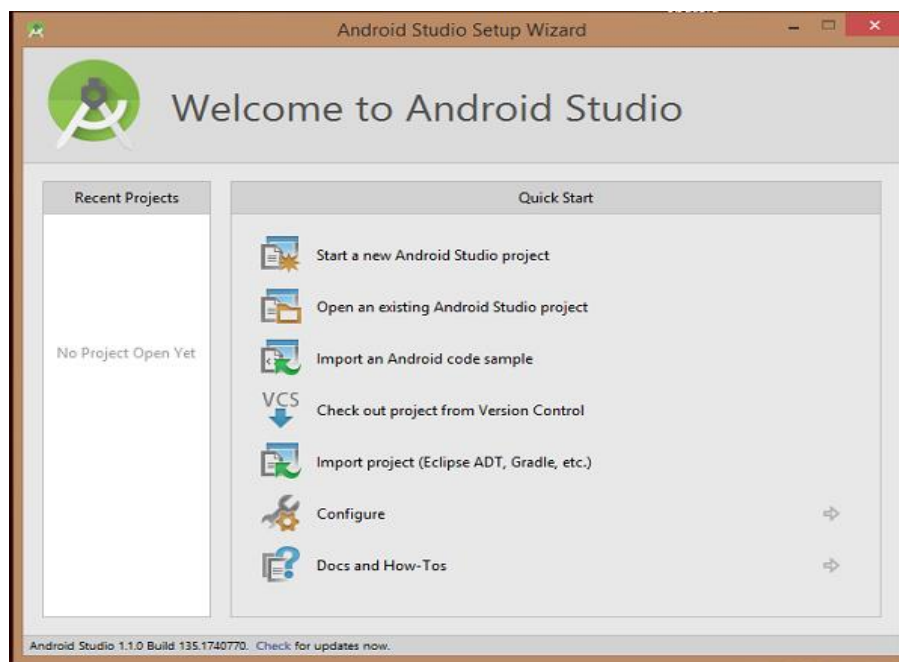 Android Studio Setup Wizard
Welcome to Android Studio
Recent Projects
No Project Open Yet
Quick Start
Start a new Android Studio project
Open an existing Android Studio project
Import an Android code sample
VCS
Check out project from Version Control
Import project (Eclipse ADT, Gradle, etc.)
Configure
Docs and How-Tos
Android Studio 1.1.0 Build 135.1740770. Check for updates now.